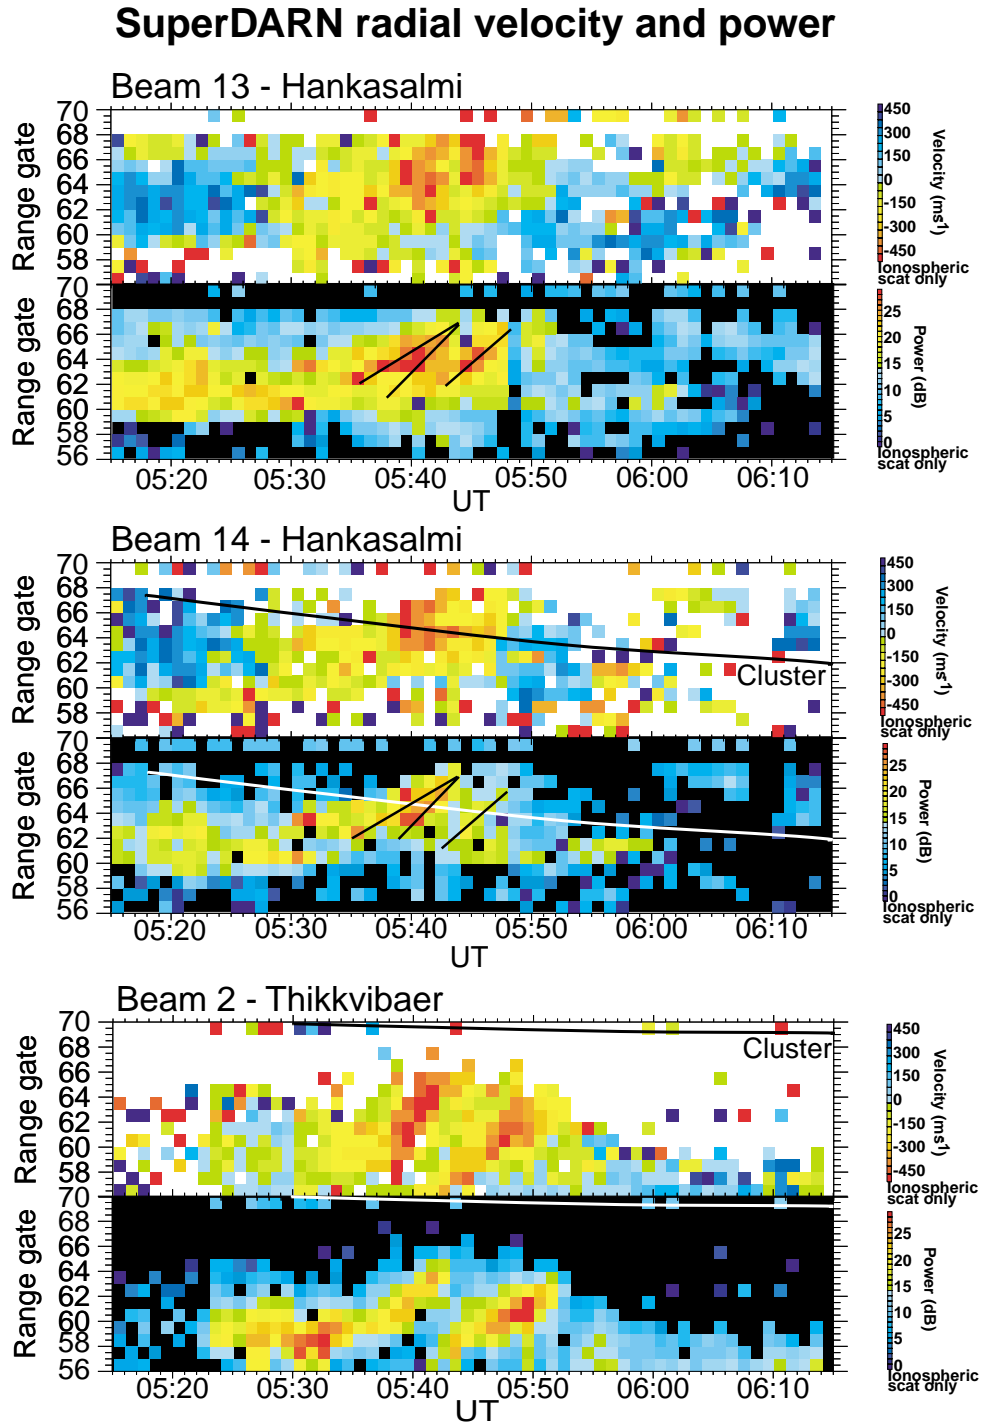 SuperDARN radial velocity and power
Beam 13 - Hankasalmi
Range gate
70
68
66
64
62
60
58
450
300
150
0
-150
-300
-450
Velocity (ms1)
Ionospheric
scat only
Range gate
70
68
66
64
62
60
58
56
25
20
15
10
5
0
Power (dB)
Ionospheric
scat only
05:20 05:30 05:40 05:50 06:00 06:10
UT
Beam 14 - Hankasalmi
Range gate
70
68
66
64
62
60
58
Cluster
450
300
150
0
-150
-300
-450
Velocity (ms1)
Ionospheric
scat only
Range gate
70
68
66
64
62
60
58
56
25
20
15
10
5
0
Power (dB)
Ionospheric
scat only
05:20 05:30 05:40 05:50 06:00 06:10
UT
Beam 2 - Thikkvibaer
Range gate
70
68
66
64
62
60
58
Cluster
450
300
150
0
-150
-300
-450
Velocity (ms1)
Ionospheric
scat only
Range gate
70
68
66
64
62
60
58
56
25
20
15
10
5
0
Power (dB)
Ionospheric
scat only
05:20 05:30 05:40 05:50 06:00 06:10
UT